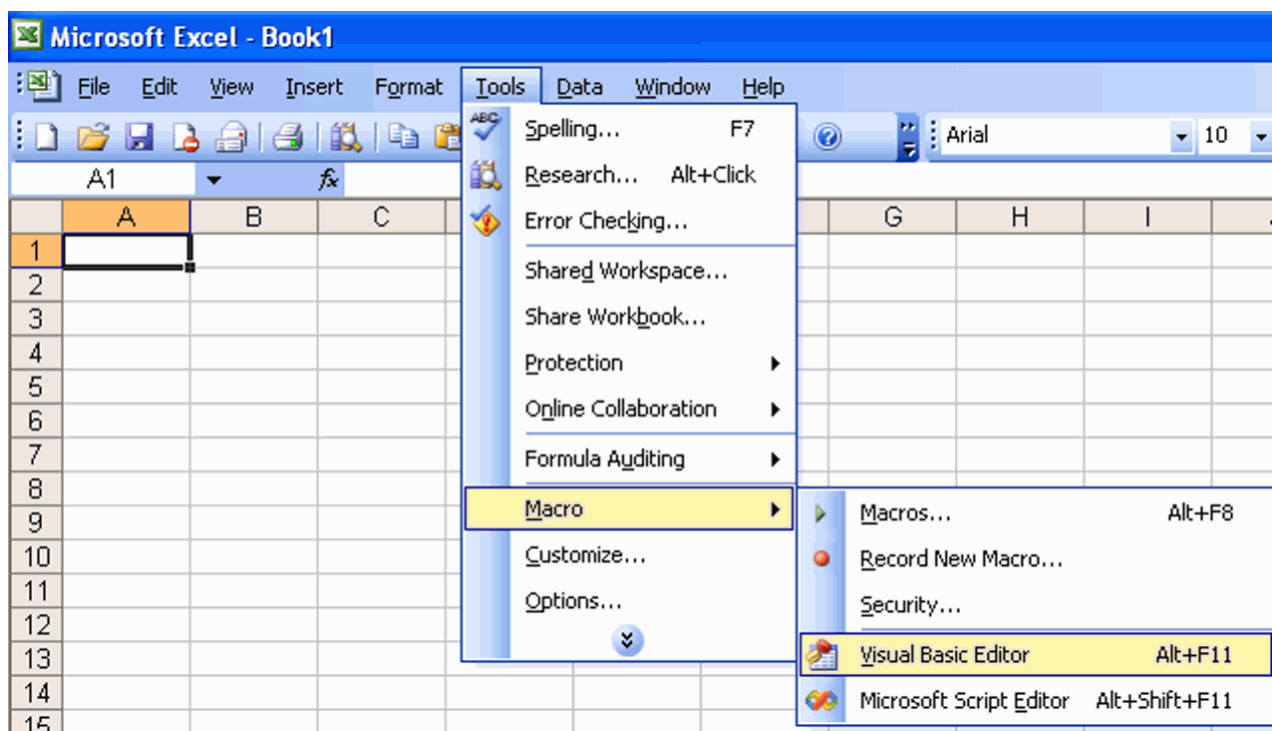 Microsoft Excel - Book1
File Edit View Insert Format Tools Data Window Help
Arial 10
A1 fx
A B C G H I
1
2
3
4
5
6
7
8
9
10
11
12
13
14
15
ABC Spelling... F7
Research... Alt+Click
Error Checking...
Shared Workspace...
Share Workbook...
Protection
Online Collaboration
Formula Auditing
Macro
Customize...
Options...
Macros... Alt+F8
Record New Macro...
Security...
Visual Basic Editor Alt+F11
Microsoft Script Editor Alt+Shift+F11